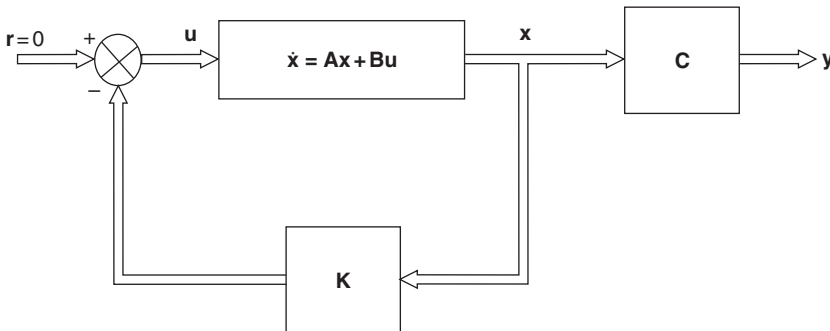 r=0
+
−
u
ẋ = Ax + Bu
x
C
y
K